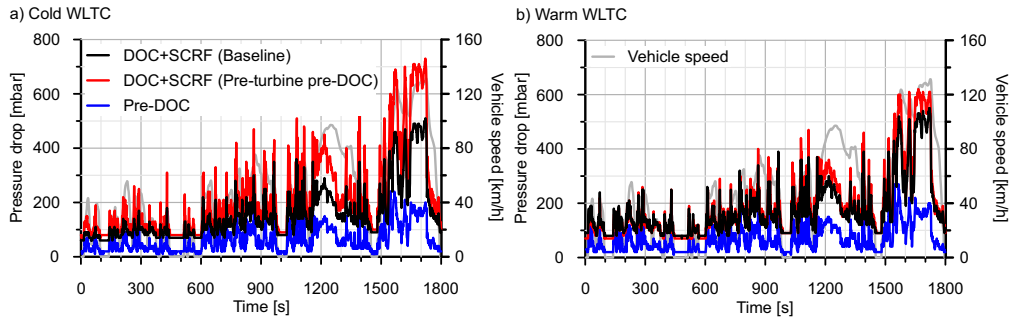 a) Cold WLTC
800
600
400
200
0
Pressure drop [mbar]
DOC+SCRF (Baseline)
DOC+SCRF (Pre-turbine pre-DOC)
Pre-DOC
160
120
80
40
0
Vehicle speed [km/h]
0 300 600 900 1200 1500 1800
Time [s]
b) Warm WLTC
800
600
400
200
0
Pressure drop [mbar]
Vehicle speed
160
120
80
40
0
Vehicle speed [km/h]
0 300 600 900 1200 1500 1800
Time [s]